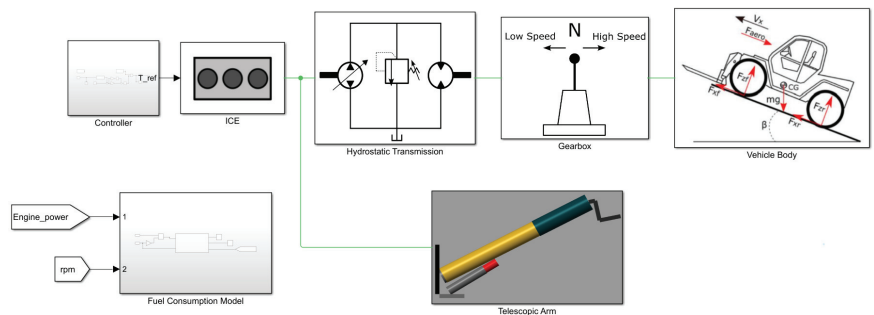 T_ref
Controller
ICE
Hydrostatic Transmission
N
Low Speed
High Speed
Gearbox
Vx
Faero
Fzf
CG
Fxf
mg
Fzr
Fxr
β
Vehicle Body
Engine_power
1
rpm
2
Fuel Consumption Model
Telescopic Arm